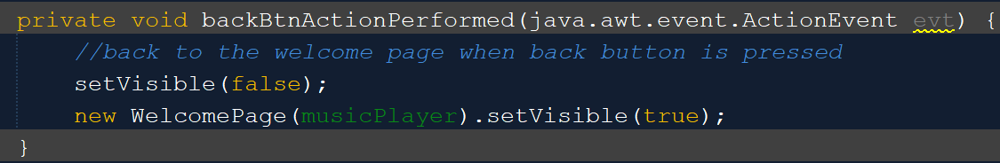 private void backBtnActionPerformed(java.awt.event.ActionEvent evt) {
//back to the welcome page when back button is pressed
setVisible(false);
new WelcomePage(musicPlayer).setVisible(true);
}